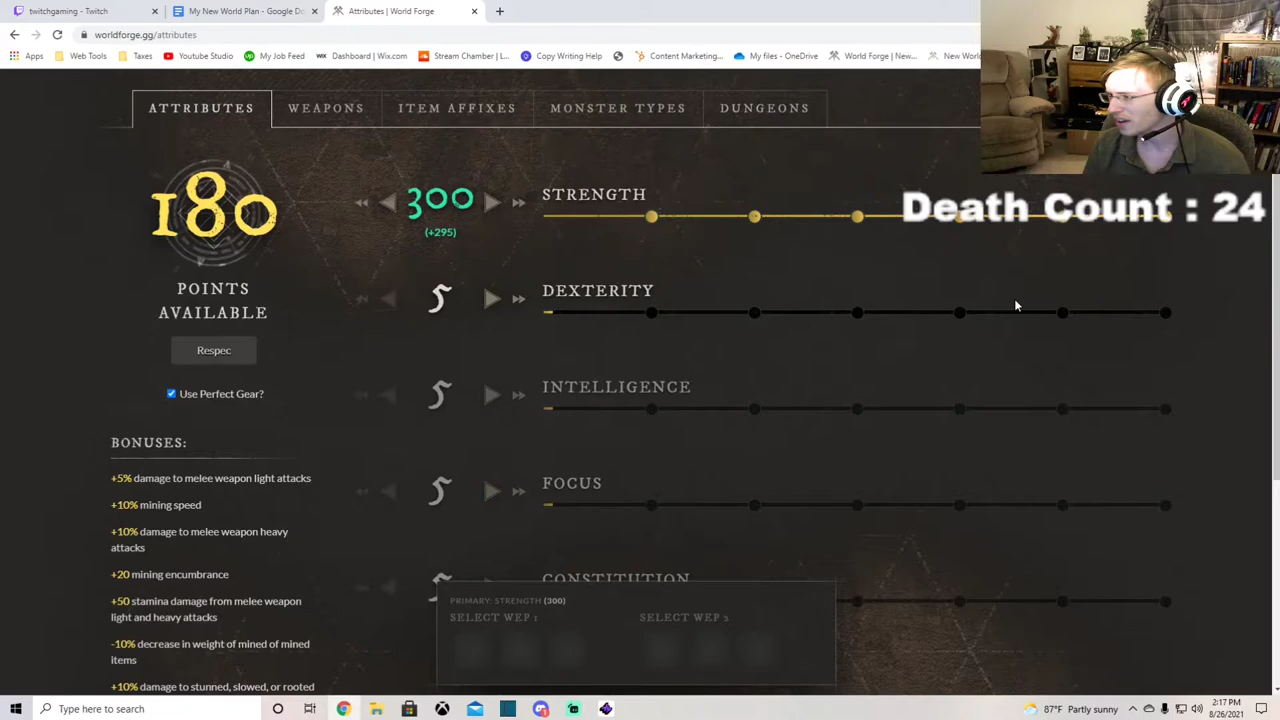 twitchgaming - Twitch
My New World Plan - Google Do
Attributes | World Forge
worldforge.gg/attributes
Apps
Web Tools
Taxes
Youtube Studio
My Job Feed
WIX Dashboard | Wix.com
Stream Chamber | L...
Copy Writing Help
Content Marketing...
My files - OneDrive
World Forge | New...
New World
ATTRIBUTES
WEAPONS
ITEM AFFIXES
MONSTER TYPES
DUNGEONS
180
POINTS
AVAILABLE
Respec
Use Perfect Gear?
BONUSES:
+5% damage to melee weapon light attacks
+10% mining speed
+10% damage to melee weapon heavy
attacks
+20 mining encumbrance
+50 stamina damage from melee weapon
light and heavy attacks
-10% decrease in weight of mined of mined
items
+10% damage to stunned, slowed, or rooted
300
(+295)
STRENGTH
Death Count : 24
5
DEXTERITY
5
INTELLIGENCE
5
FOCUS
5
CONSTITUTION
PRIMARY: STRENGTH (300)
SELECT WEP 1
SELECT WEP 2
Type here to search
87°F Partly sunny
2:17 PM
8/26/2021